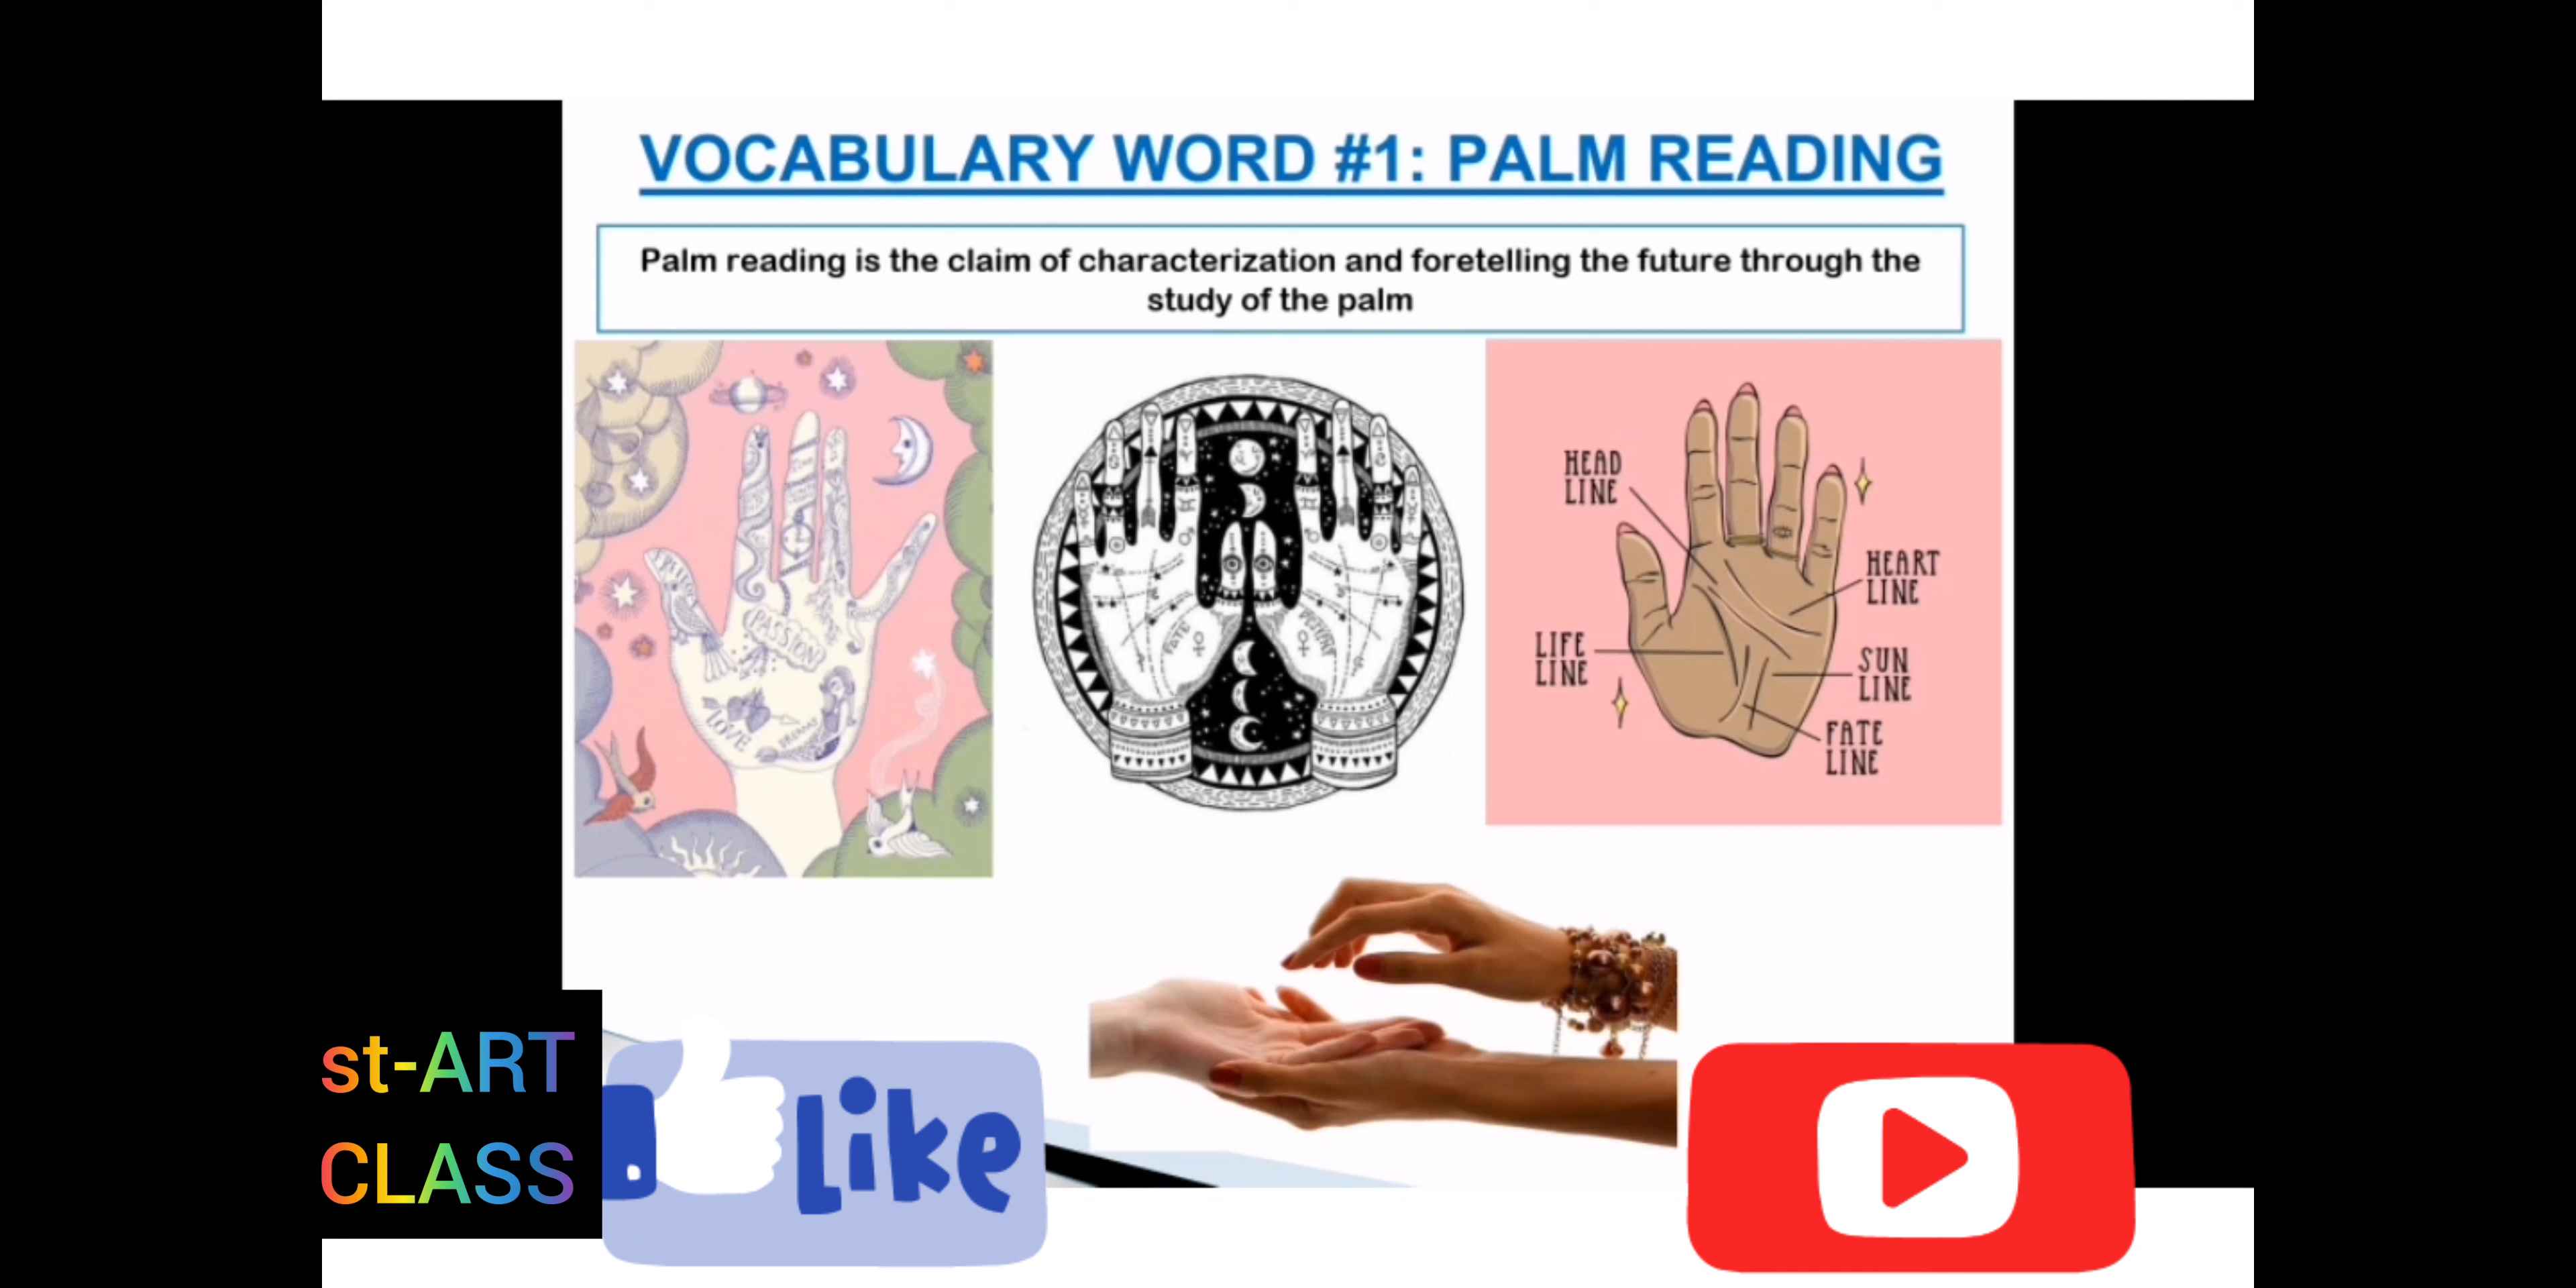 VOCABULARY WORD #1: PALM READING
Palm reading is the claim of characterization and foretelling the future through the
study of the palm
PASSION
LOVE
DREAMS
FATE
HEAD
LINE
HEART
LINE
LIFE
LINE
SUN
LINE
FATE
LINE
st-ART
CLASS
Like